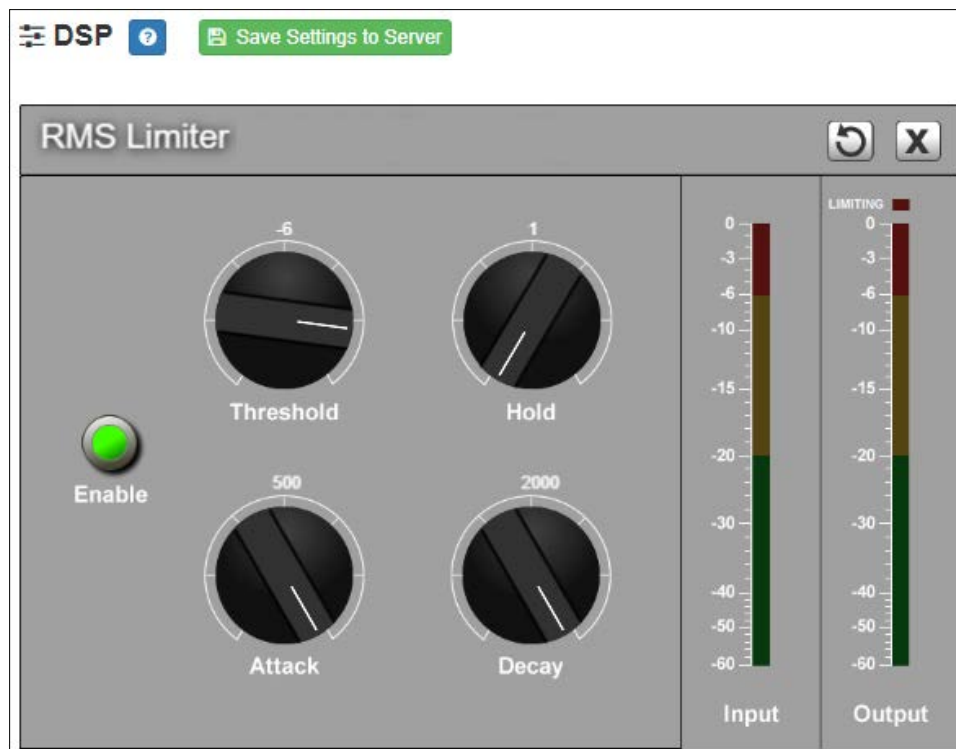 DSP ? Save Settings to Server
RMS Limiter X
-6
Threshold
1
Hold
Enable
500
Attack
2000
Decay
0
-3
-6
-10
-15
-20
-30
-40
-50
-60
Input
LIMITING
0
-3
-6
-10
-15
-20
-30
-40
-50
-60
Output